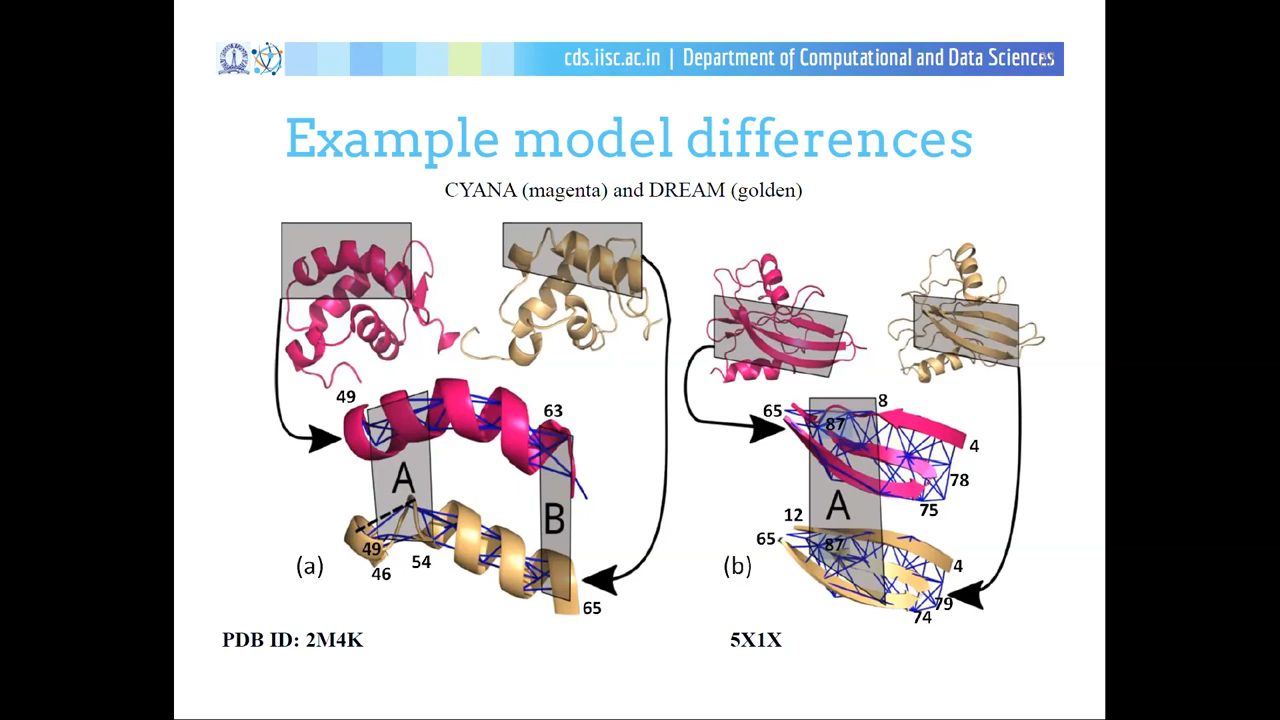 cds.iisc.ac.in | Department of Computational and Data Sciences
Example model differences
CYANA (magenta) and DREAM (golden)
49
63
A
B
49
46
54
65
(a)
PDB ID: 2M4K
8
65
87
4
78
75
A
12
65
87
4
79
74
(b)
5X1X